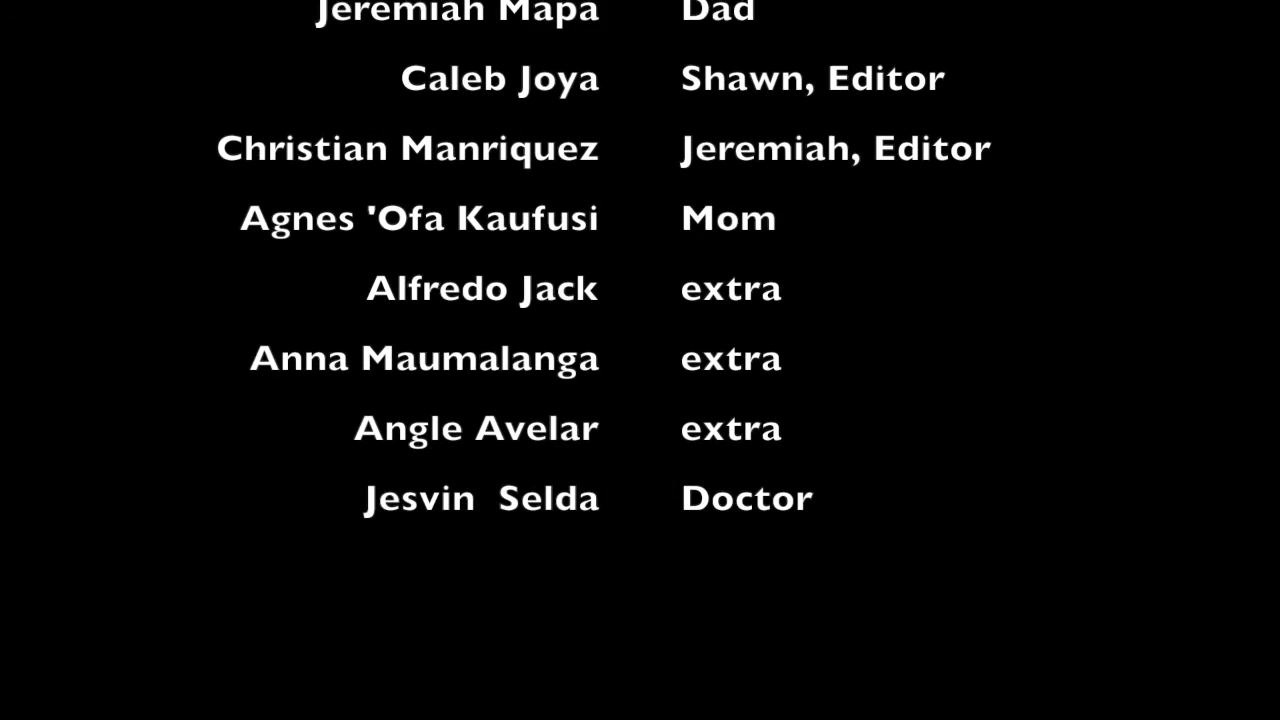 Jeremiah Mapa Dad
Caleb Joya Shawn, Editor
Christian Manriquez Jeremiah, Editor
Agnes 'Ofa Kaufusi Mom
Alfredo Jack extra
Anna Maumalanga extra
Angle Avelar extra
Jesvin  Selda Doctor